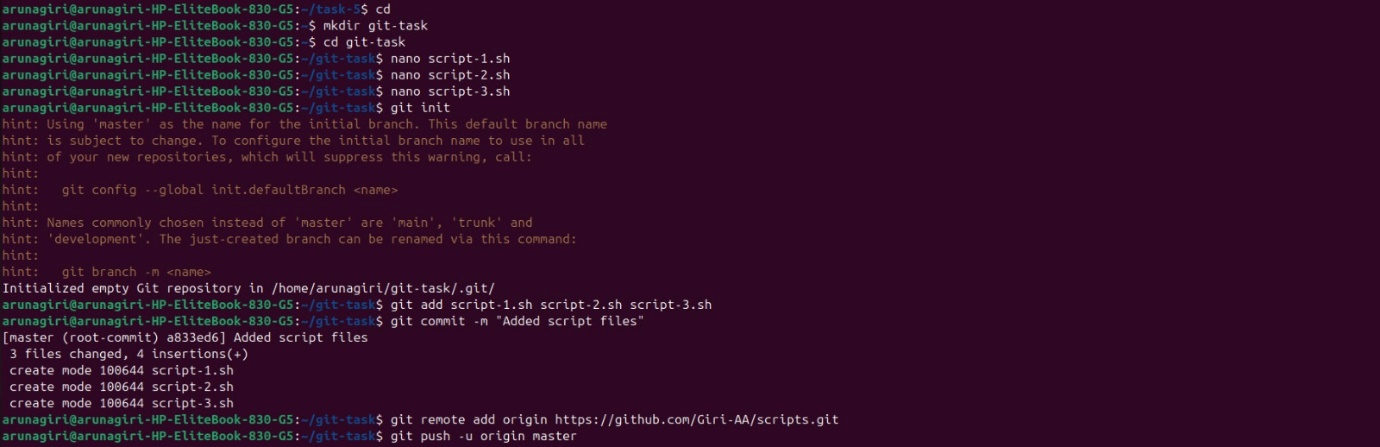 arunagiri@arunagiri-HP-EliteBook-830-G5:~/task-5$ cd
arunagiri@arunagiri-HP-EliteBook-830-G5:~$ mkdir git-task
arunagiri@arunagiri-HP-EliteBook-830-G5:~$ cd git-task
arunagiri@arunagiri-HP-EliteBook-830-G5:~/git-task$ nano script-1.sh
arunagiri@arunagiri-HP-EliteBook-830-G5:~/git-task$ nano script-2.sh
arunagiri@arunagiri-HP-EliteBook-830-G5:~/git-task$ nano script-3.sh
arunagiri@arunagiri-HP-EliteBook-830-G5:~/git-task$ git init
hint: Using 'master' as the name for the initial branch. This default branch name
hint: is subject to change. To configure the initial branch name to use in all
hint: of your new repositories, which will suppress this warning, call:
hint:
hint:   git config --global init.defaultBranch <name>
hint:
hint: Names commonly chosen instead of 'master' are 'main', 'trunk' and
hint: 'development'. The just-created branch can be renamed via this command:
hint:
hint:   git branch -m <name>
Initialized empty Git repository in /home/arunagiri/git-task/.git/
arunagiri@arunagiri-HP-EliteBook-830-G5:~/git-task$ git add script-1.sh script-2.sh script-3.sh
arunagiri@arunagiri-HP-EliteBook-830-G5:~/git-task$ git commit -m "Added script files"
[master (root-commit) a833ed6] Added script files
 3 files changed, 4 insertions(+)
 create mode 100644 script-1.sh
 create mode 100644 script-2.sh
 create mode 100644 script-3.sh
arunagiri@arunagiri-HP-EliteBook-830-G5:~/git-task$ git remote add origin https://github.com/Giri-AA/scripts.git
arunagiri@arunagiri-HP-EliteBook-830-G5:~/git-task$ git push -u origin master